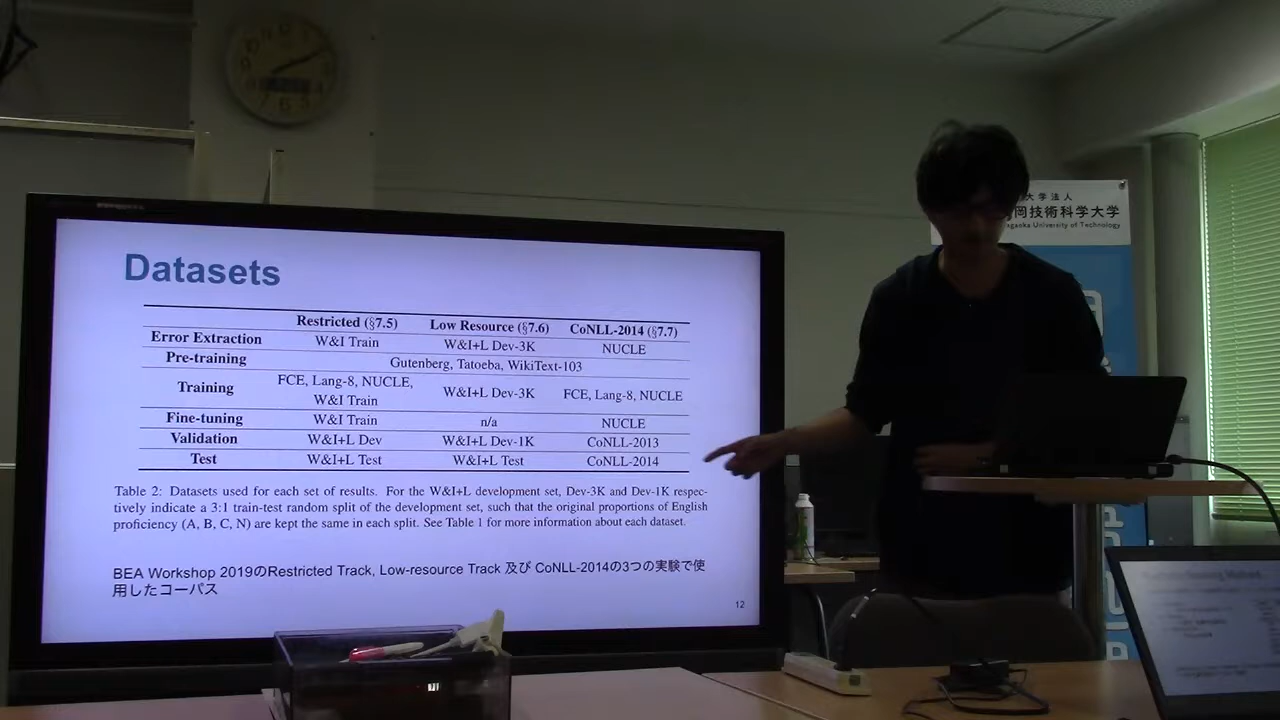 Datasets
Restricted (§7.5) Low Resource (§7.6) CoNLL-2014 (§7.7)
Error Extraction W&I Train W&I+L Dev-3K NUCLE
Pre-training Gutenberg, Tatoeba, WikiText-103
Training FCE, Lang-8, NUCLE, W&I Train W&I+L Dev-3K FCE, Lang-8, NUCLE
Fine-tuning W&I Train n/a NUCLE
Validation W&I+L Dev W&I+L Dev-1K CoNLL-2013
Test W&I+L Test W&I+L Test CoNLL-2014
Table 2: Datasets used for each set of results. For the W&I+L development set, Dev-3K and Dev-1K respec-
tively indicate a 3:1 train-test random split of the development set, such that the original proportions of English
proficiency (A, B, C, N) are kept the same in each split. See Table 1 for more information about each dataset.
BEA Workshop 2019のRestricted Track, Low-resource Track 及び CoNLL-2014の3つの実験で使
用したコーパス
12
大学法人
岡技術科学大学
University of Technology